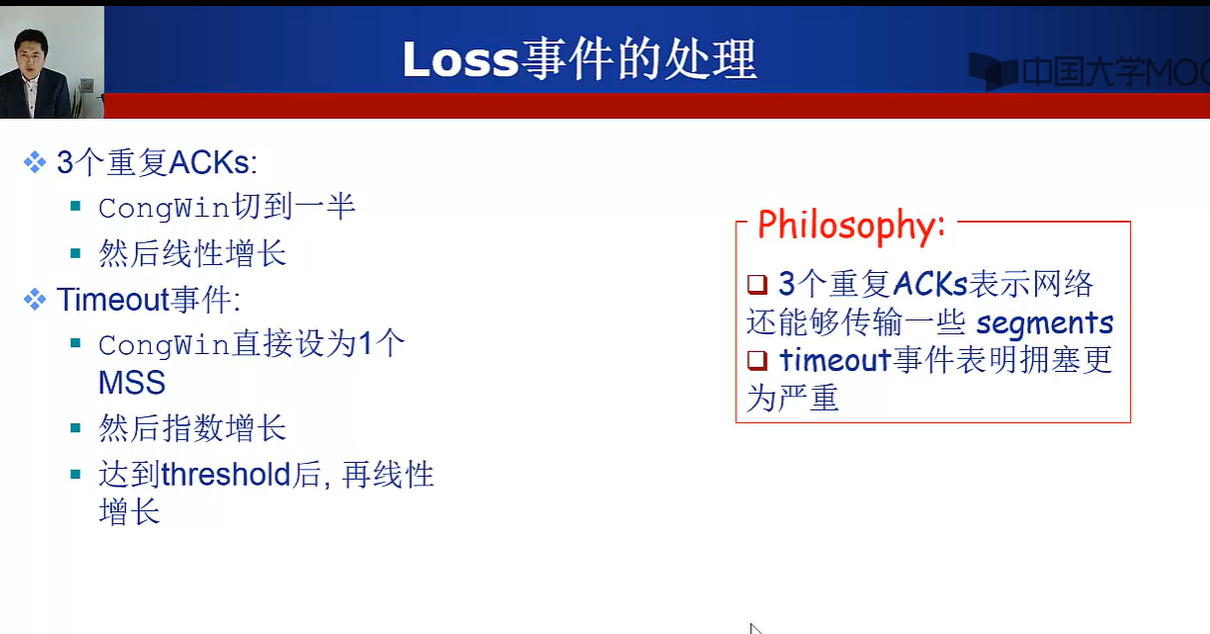 Loss事件的处理
中国大学MOO
3个重复ACKs:
CongWin切到一半
然后线性增长
Timeout事件:
CongWin直接设为1个
MSS
然后指数增长
达到threshold后, 再线性
增长
Philosophy:
3个重复ACKs表示网络
还能够传输一些 segments
timeout事件表明拥塞更
为严重